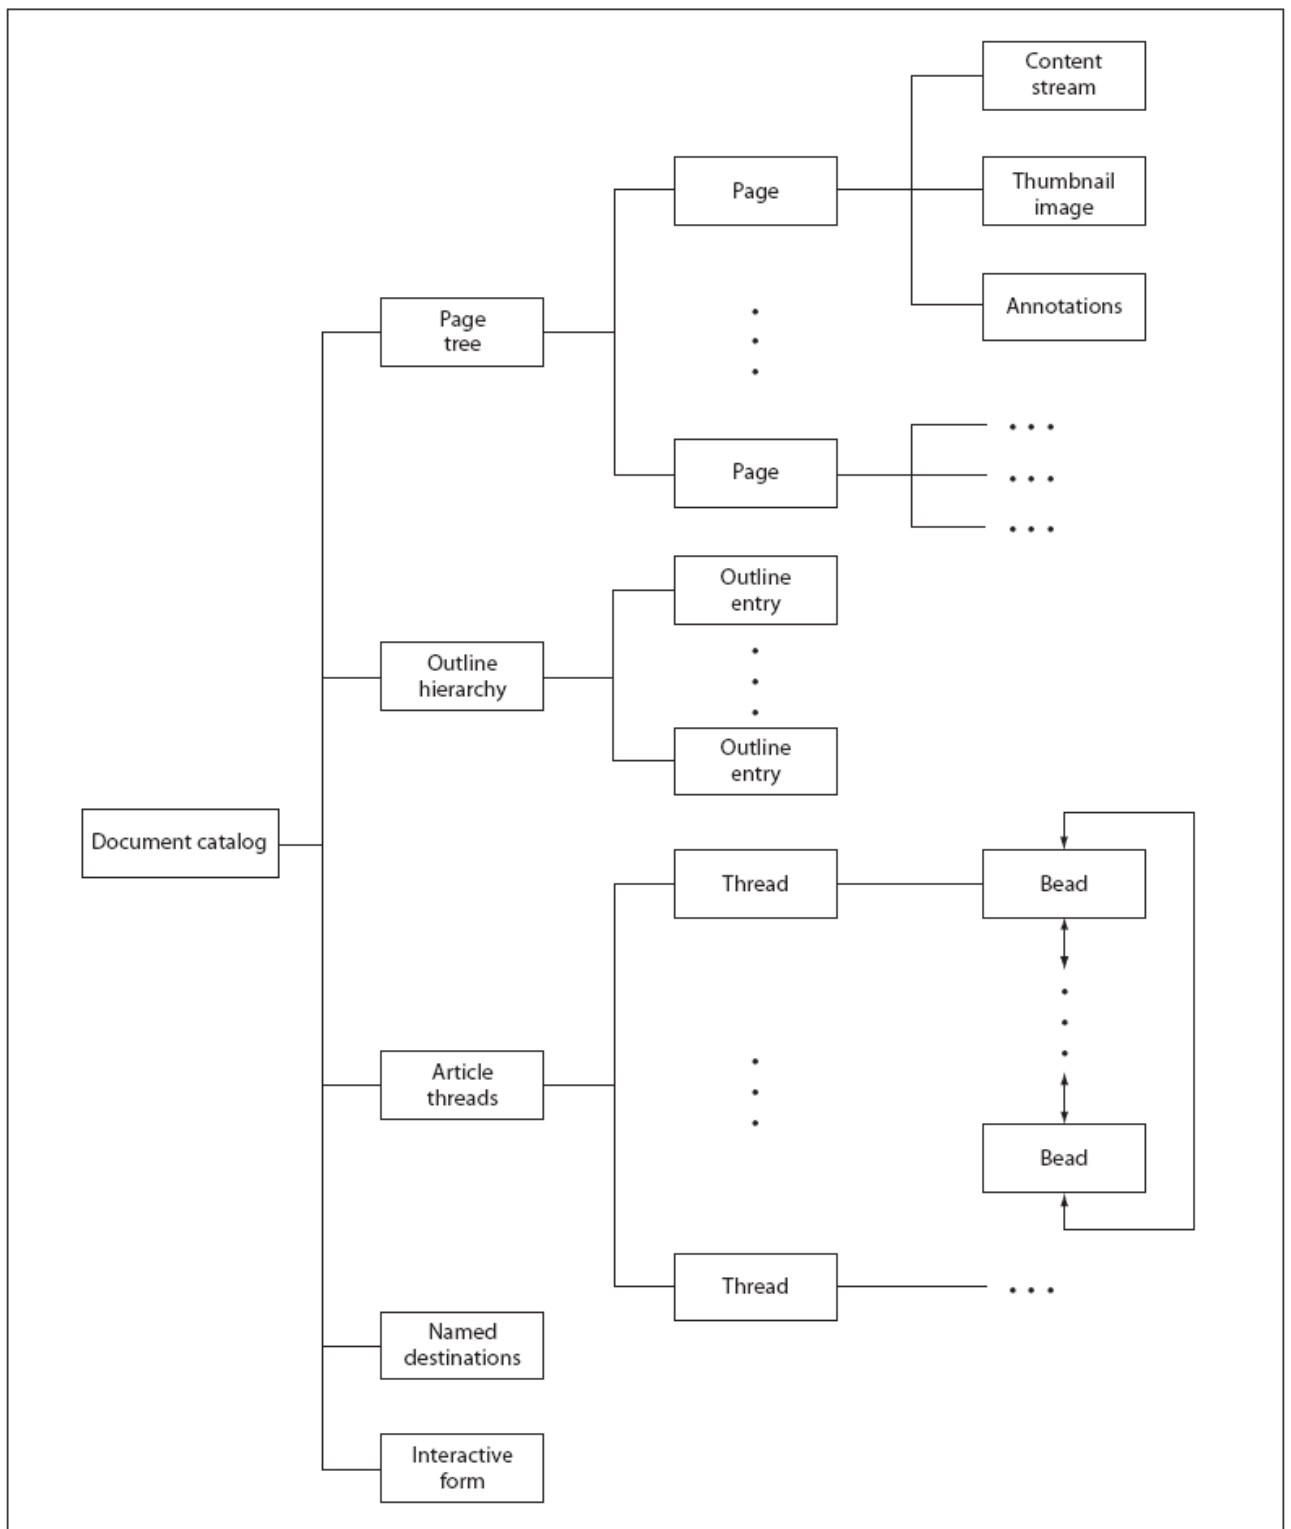 Content
stream
Page
Thumbnail
image
Annotations
Page
tree
Page
Outline
entry
Outline
hierarchy
Outline
entry
Document catalog
Thread
Bead
Article
threads
Bead
Thread
Named
destinations
Interactive
form